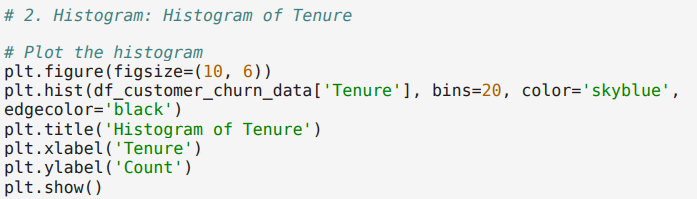 # 2. Histogram: Histogram of Tenure
# Plot the histogram
plt.figure(figsize=(10, 6))
plt.hist(df_customer_churn_data['Tenure'], bins=20, color='skyblue',
edgecolor='black')
plt.title('Histogram of Tenure')
plt.xlabel('Tenure')
plt.ylabel('Count')
plt.show()